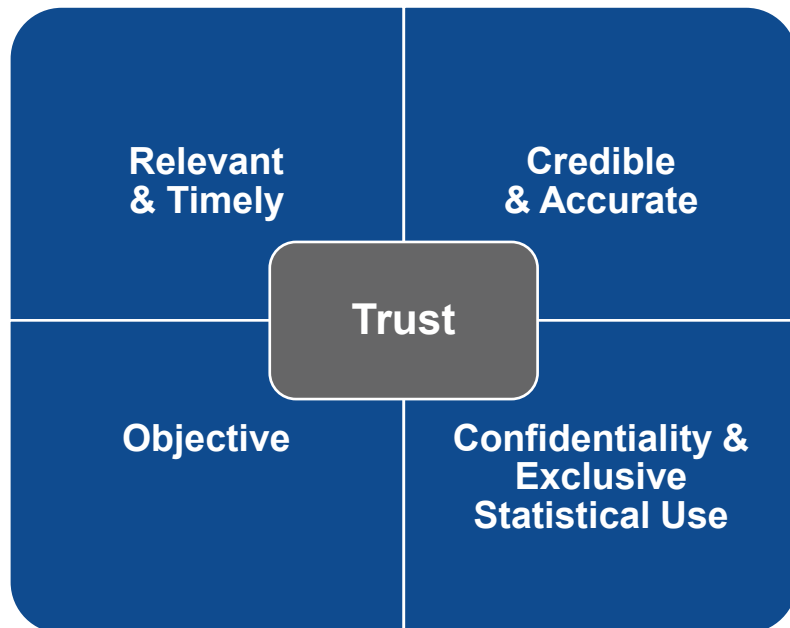 Relevant
& Timely
Credible
& Accurate
Trust
Objective
Confidentiality &
Exclusive
Statistical Use